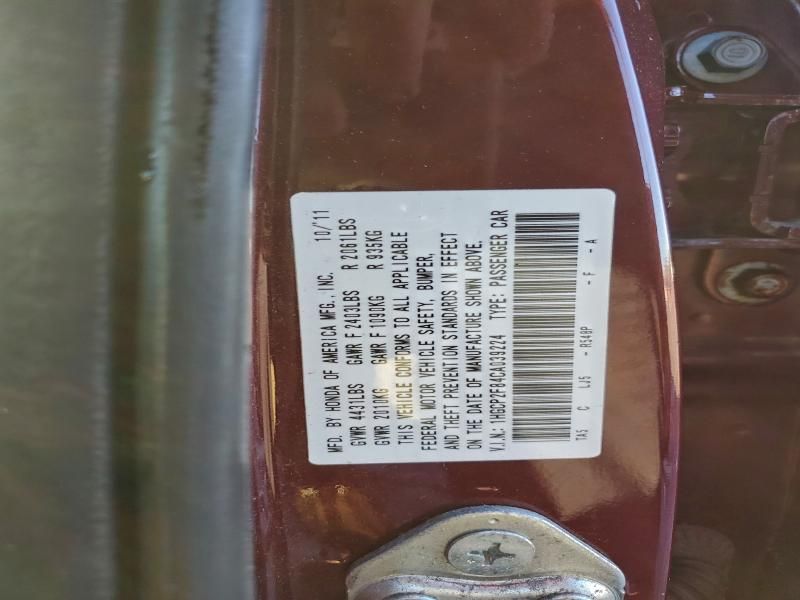 MFD. BY HONDA OF AMERICA MFG., INC. 10/'11
GVWR 4431LBS GAWR F 2403LBS R 2061LBS
GVWR 2010KG GAWR F 1090KG R 935KG
THIS VEHICLE CONFORMS TO ALL APPLICABLE
FEDERAL MOTOR VEHICLE SAFETY, BUMPER,
AND THEFT PREVENTION STANDARDS IN EFFECT
ON THE DATE OF MANUFACTURE SHOWN ABOVE.
V.I.N.: 1HGCP2F84CA039224 TYPE: PASSENGER CAR
TA5 C LJ5 - R548P - F - A
10